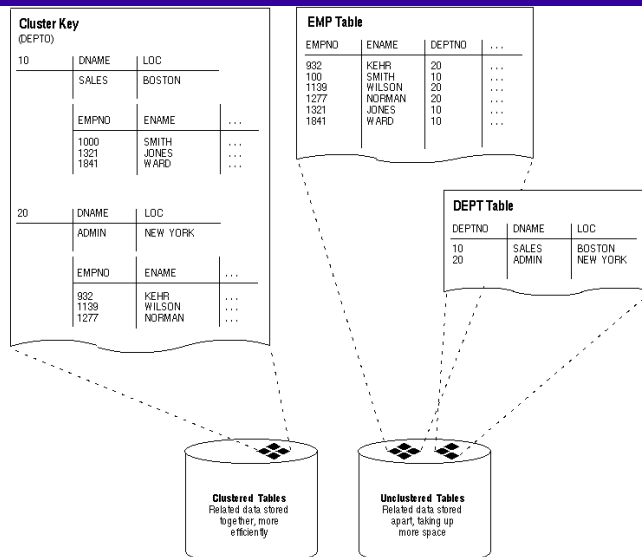 Cluster Key
(DEPTO)
10 DNAME LOC
SALES BOSTON
EMPNO ENAME ...
1000 SMITH ...
1321 JONES ...
1841 WARD ...
20 DNAME LOC
ADMIN NEW YORK
EMPNO ENAME ...
932 KEHR ...
1139 WILSON ...
1277 NORMAN ...
EMP Table
EMPNO ENAME DEPTNO ...
932 KEHR 20 ...
100 SMITH 10 ...
1139 WILSON 20 ...
1277 NORMAN 20 ...
1321 JONES 10 ...
1841 WARD 10 ...
DEPT Table
DEPTNO DNAME LOC
10 SALES BOSTON
20 ADMIN NEW YORK
Clustered Tables
Related data stored
together, more
efficiently
Unclustered Tables
Related data stored
apart, taking up
more space